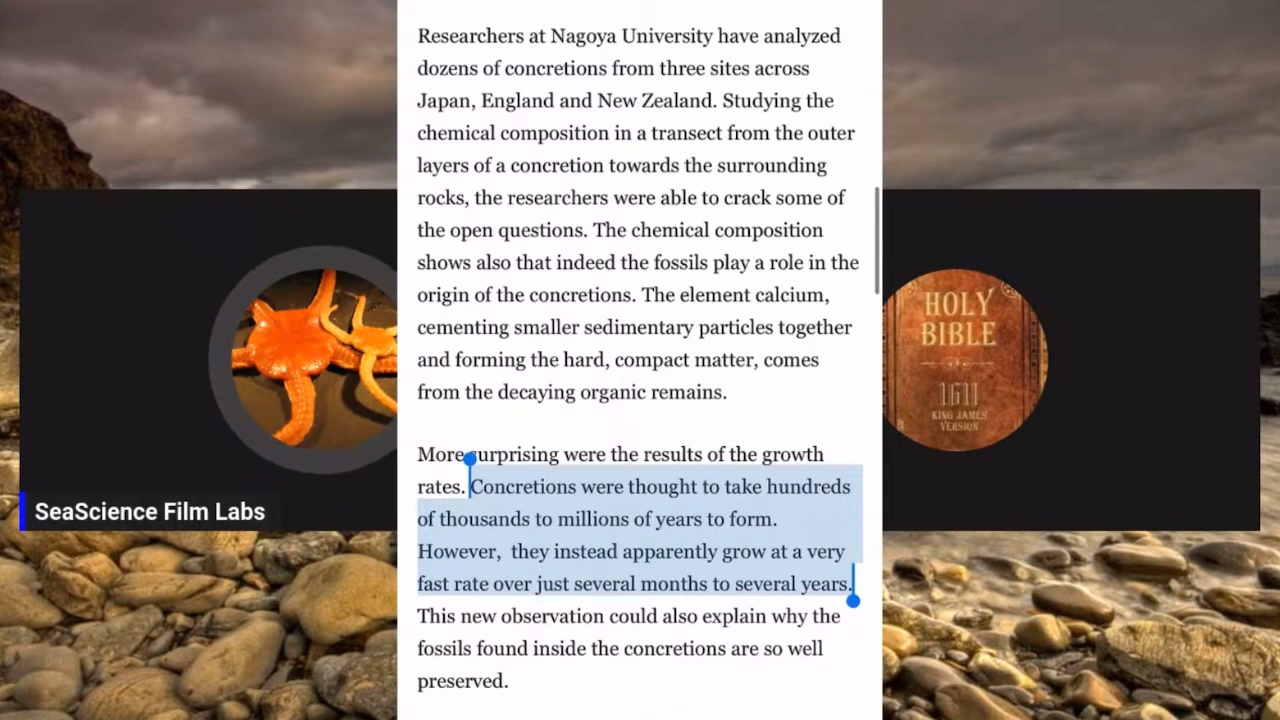 Researchers at Nagoya University have analyzed
dozens of concretions from three sites across
Japan, England and New Zealand. Studying the
chemical composition in a transect from the outer
layers of a concretion towards the surrounding
rocks, the researchers were able to crack some of
the open questions. The chemical composition
shows also that indeed the fossils play a role in the
origin of the concretions. The element calcium,
cementing smaller sedimentary particles together
and forming the hard, compact matter, comes
from the decaying organic remains.
More surprising were the results of the growth
rates. Concretions were thought to take hundreds
of thousands to millions of years to form.
However, they instead apparently grow at a very
fast rate over just several months to several years.
This new observation could also explain why the
fossils found inside the concretions are so well
preserved.
SeaScience Film Labs
HOLY
BIBLE
1611
KING JAMES
VERSION